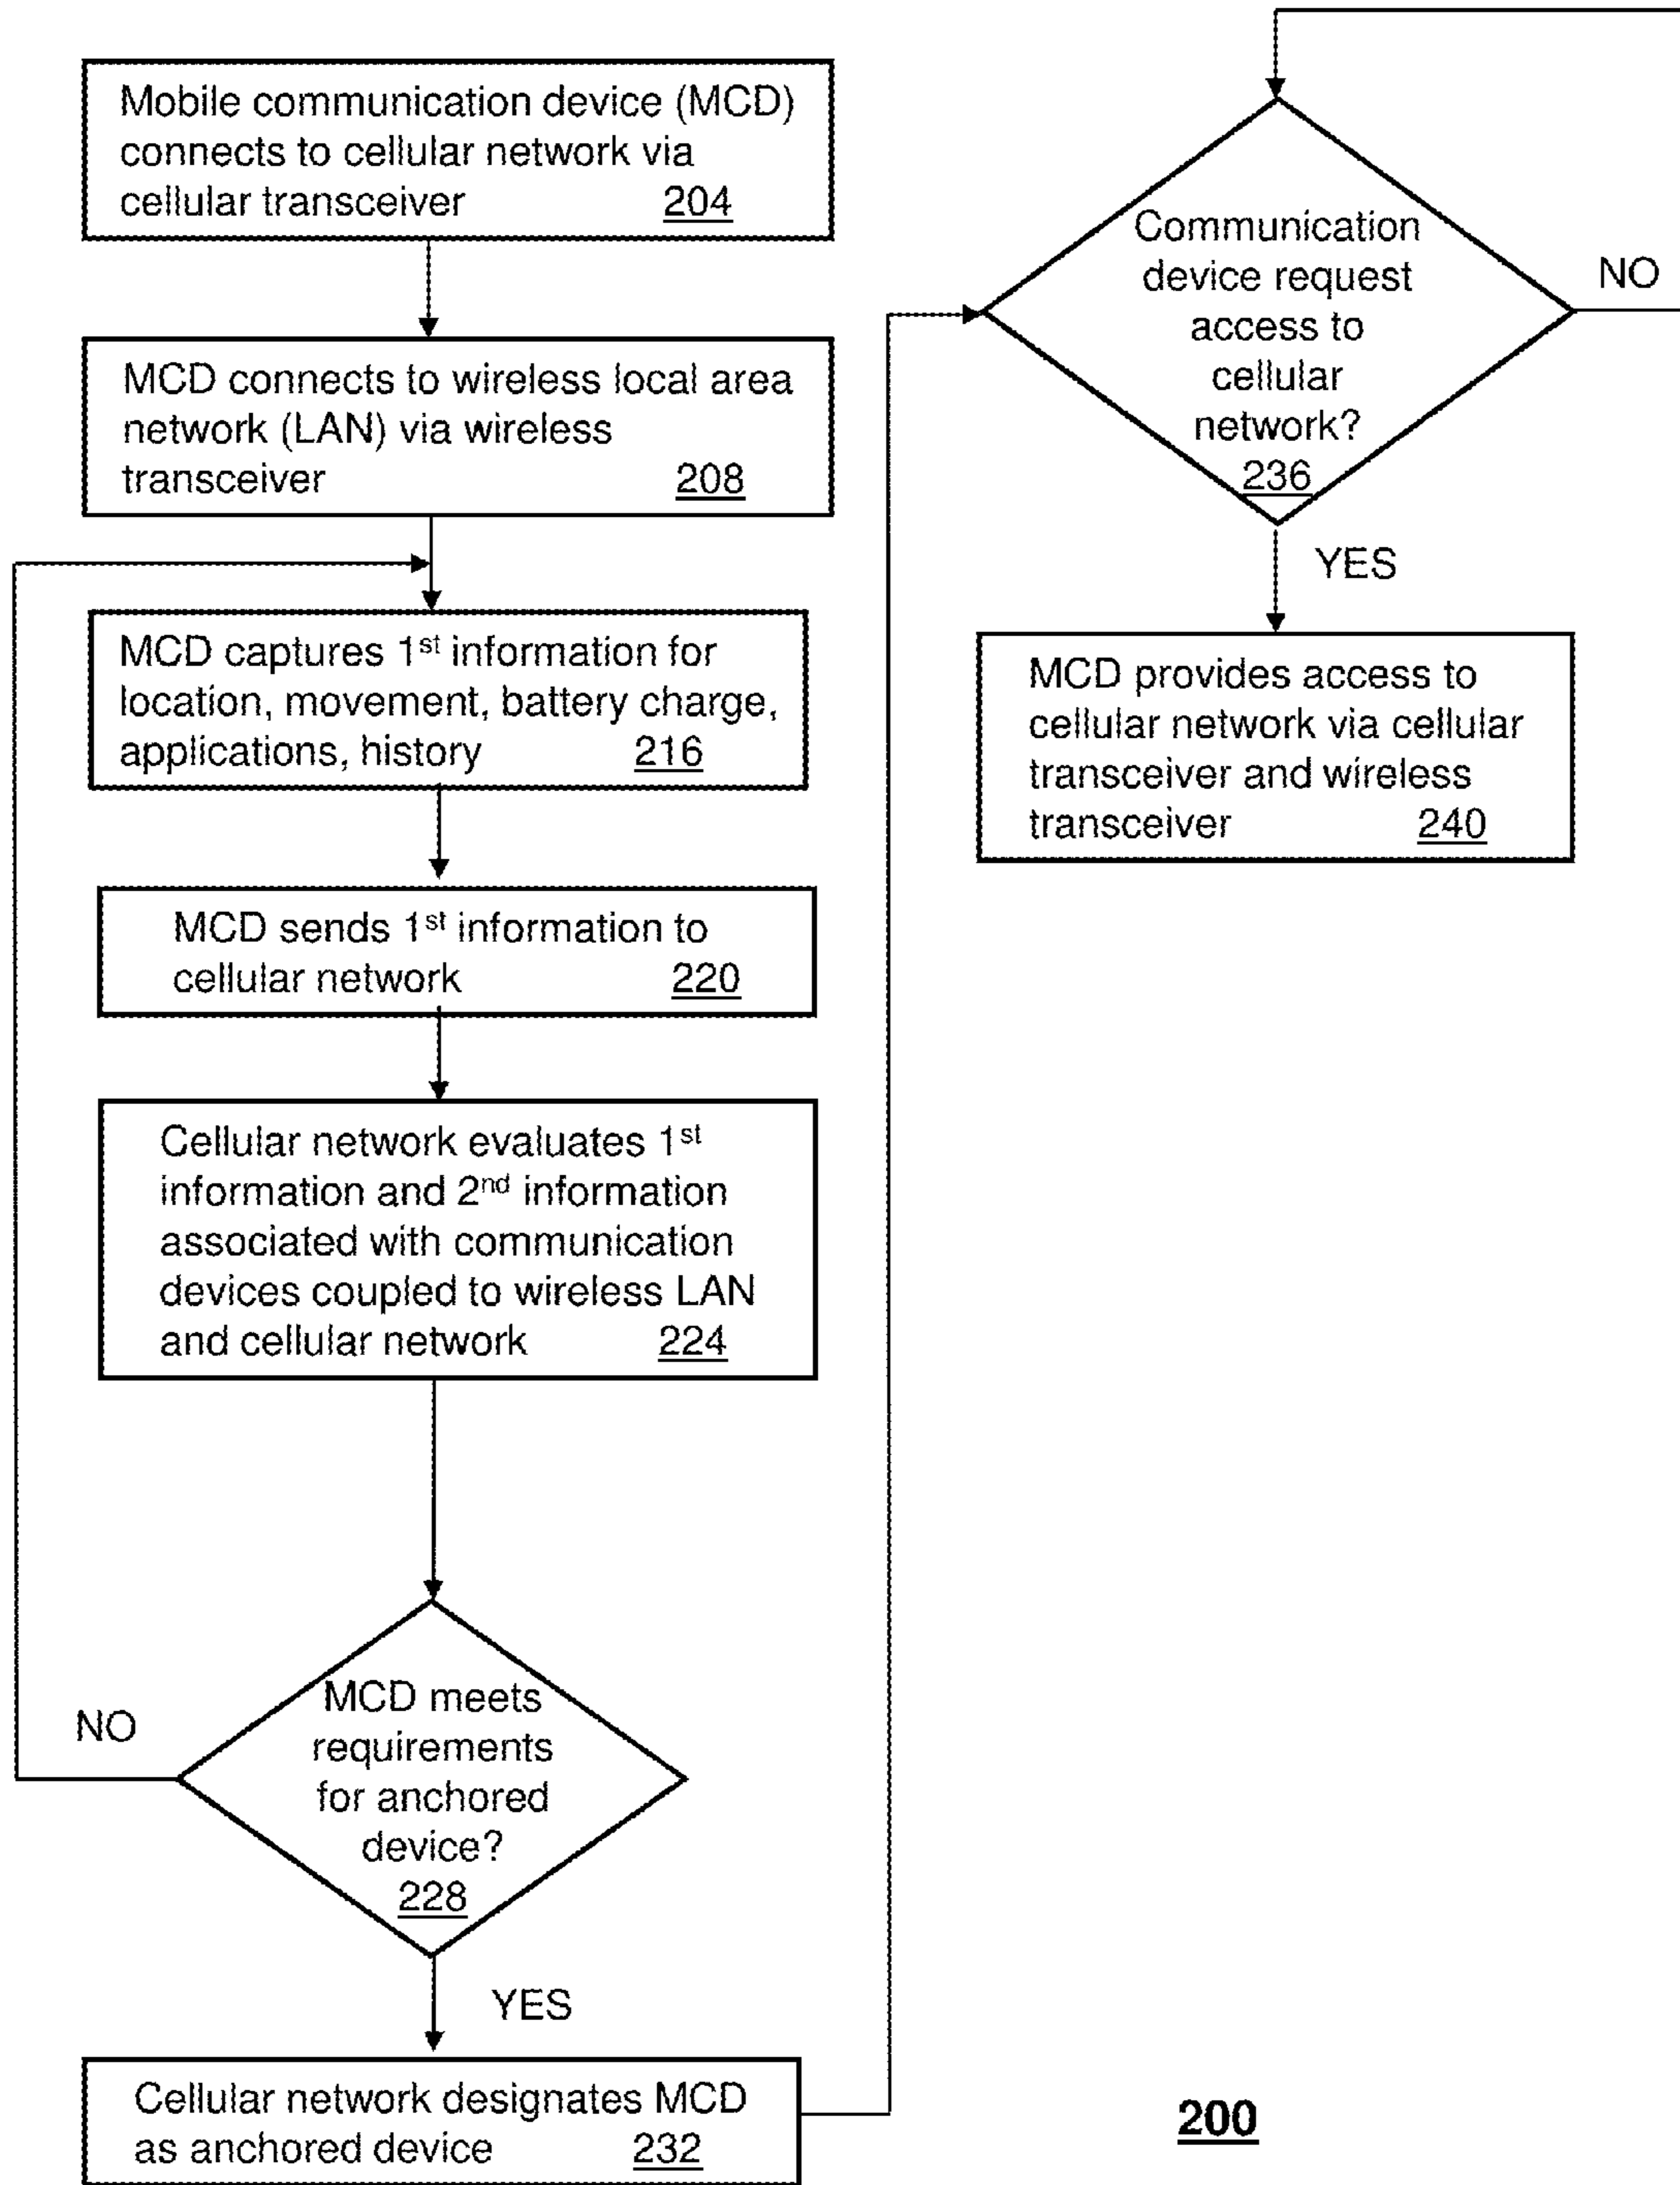 Mobile communication device (MCD)
connects to cellular network via
cellular transceiver 204
MCD connects to wireless local area
network (LAN) via wireless
transceiver 208
MCD captures 1st information for
location, movement, battery charge,
applications, history 216
MCD sends 1st information to
cellular network 220
Cellular network evaluates 1st
information and 2nd information
associated with communication
devices coupled to wireless LAN
and cellular network 224
MCD meets
requirements
for anchored
device?
228
NO
YES
Cellular network designates MCD
as anchored device 232
Communication
device request
access to
cellular
network?
236
NO
YES
MCD provides access to
cellular network via cellular
transceiver and wireless
transceiver 240
200